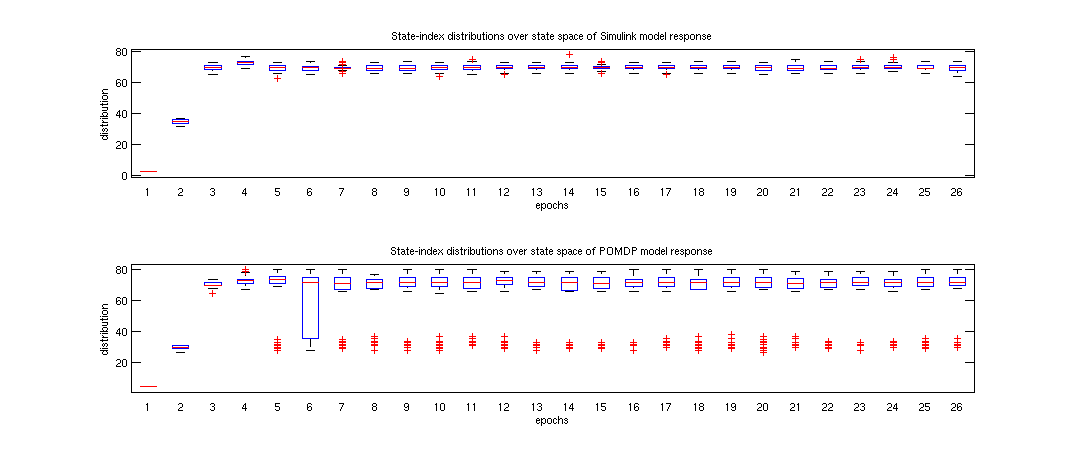 State-index distributions over state space of Simulink model response
80
60
40
20
0
distribution
1 2 3 4 5 6 7 8 9 10 11 12 13 14 15 16 17 18 19 20 21 22 23 24 25 26
epochs
State-index distributions over state space of POMDP model response
80
60
40
20
distribution
1 2 3 4 5 6 7 8 9 10 11 12 13 14 15 16 17 18 19 20 21 22 23 24 25 26
epochs